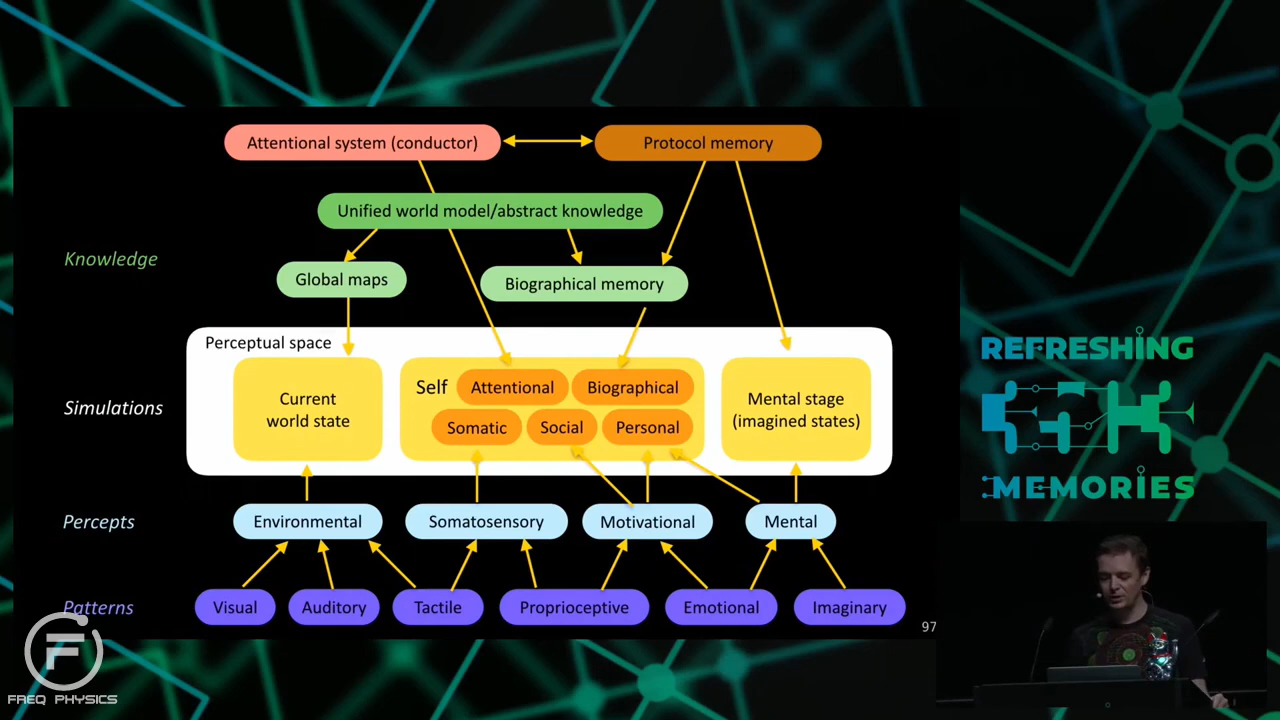 Attentional system (conductor)
Protocol memory
Unified world model/abstract knowledge
Knowledge
Global maps
Biographical memory
Perceptual space
Simulations
Current
world state
Self
Attentional
Biographical
Somatic
Social
Personal
Mental stage
(imagined states)
Percepts
Environmental
Somatosensory
Motivational
Mental
Patterns
Visual
Auditory
Tactile
Proprioceptive
Emotional
Imaginary
97
REFRESHING
MEMORIES
FREQ PHYSICS